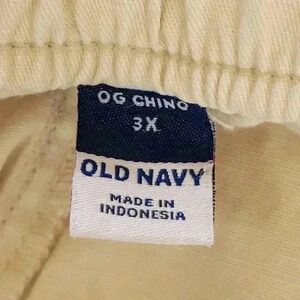 OG CHINO
3X
OLD NAVY
MADE IN
INDONESIA